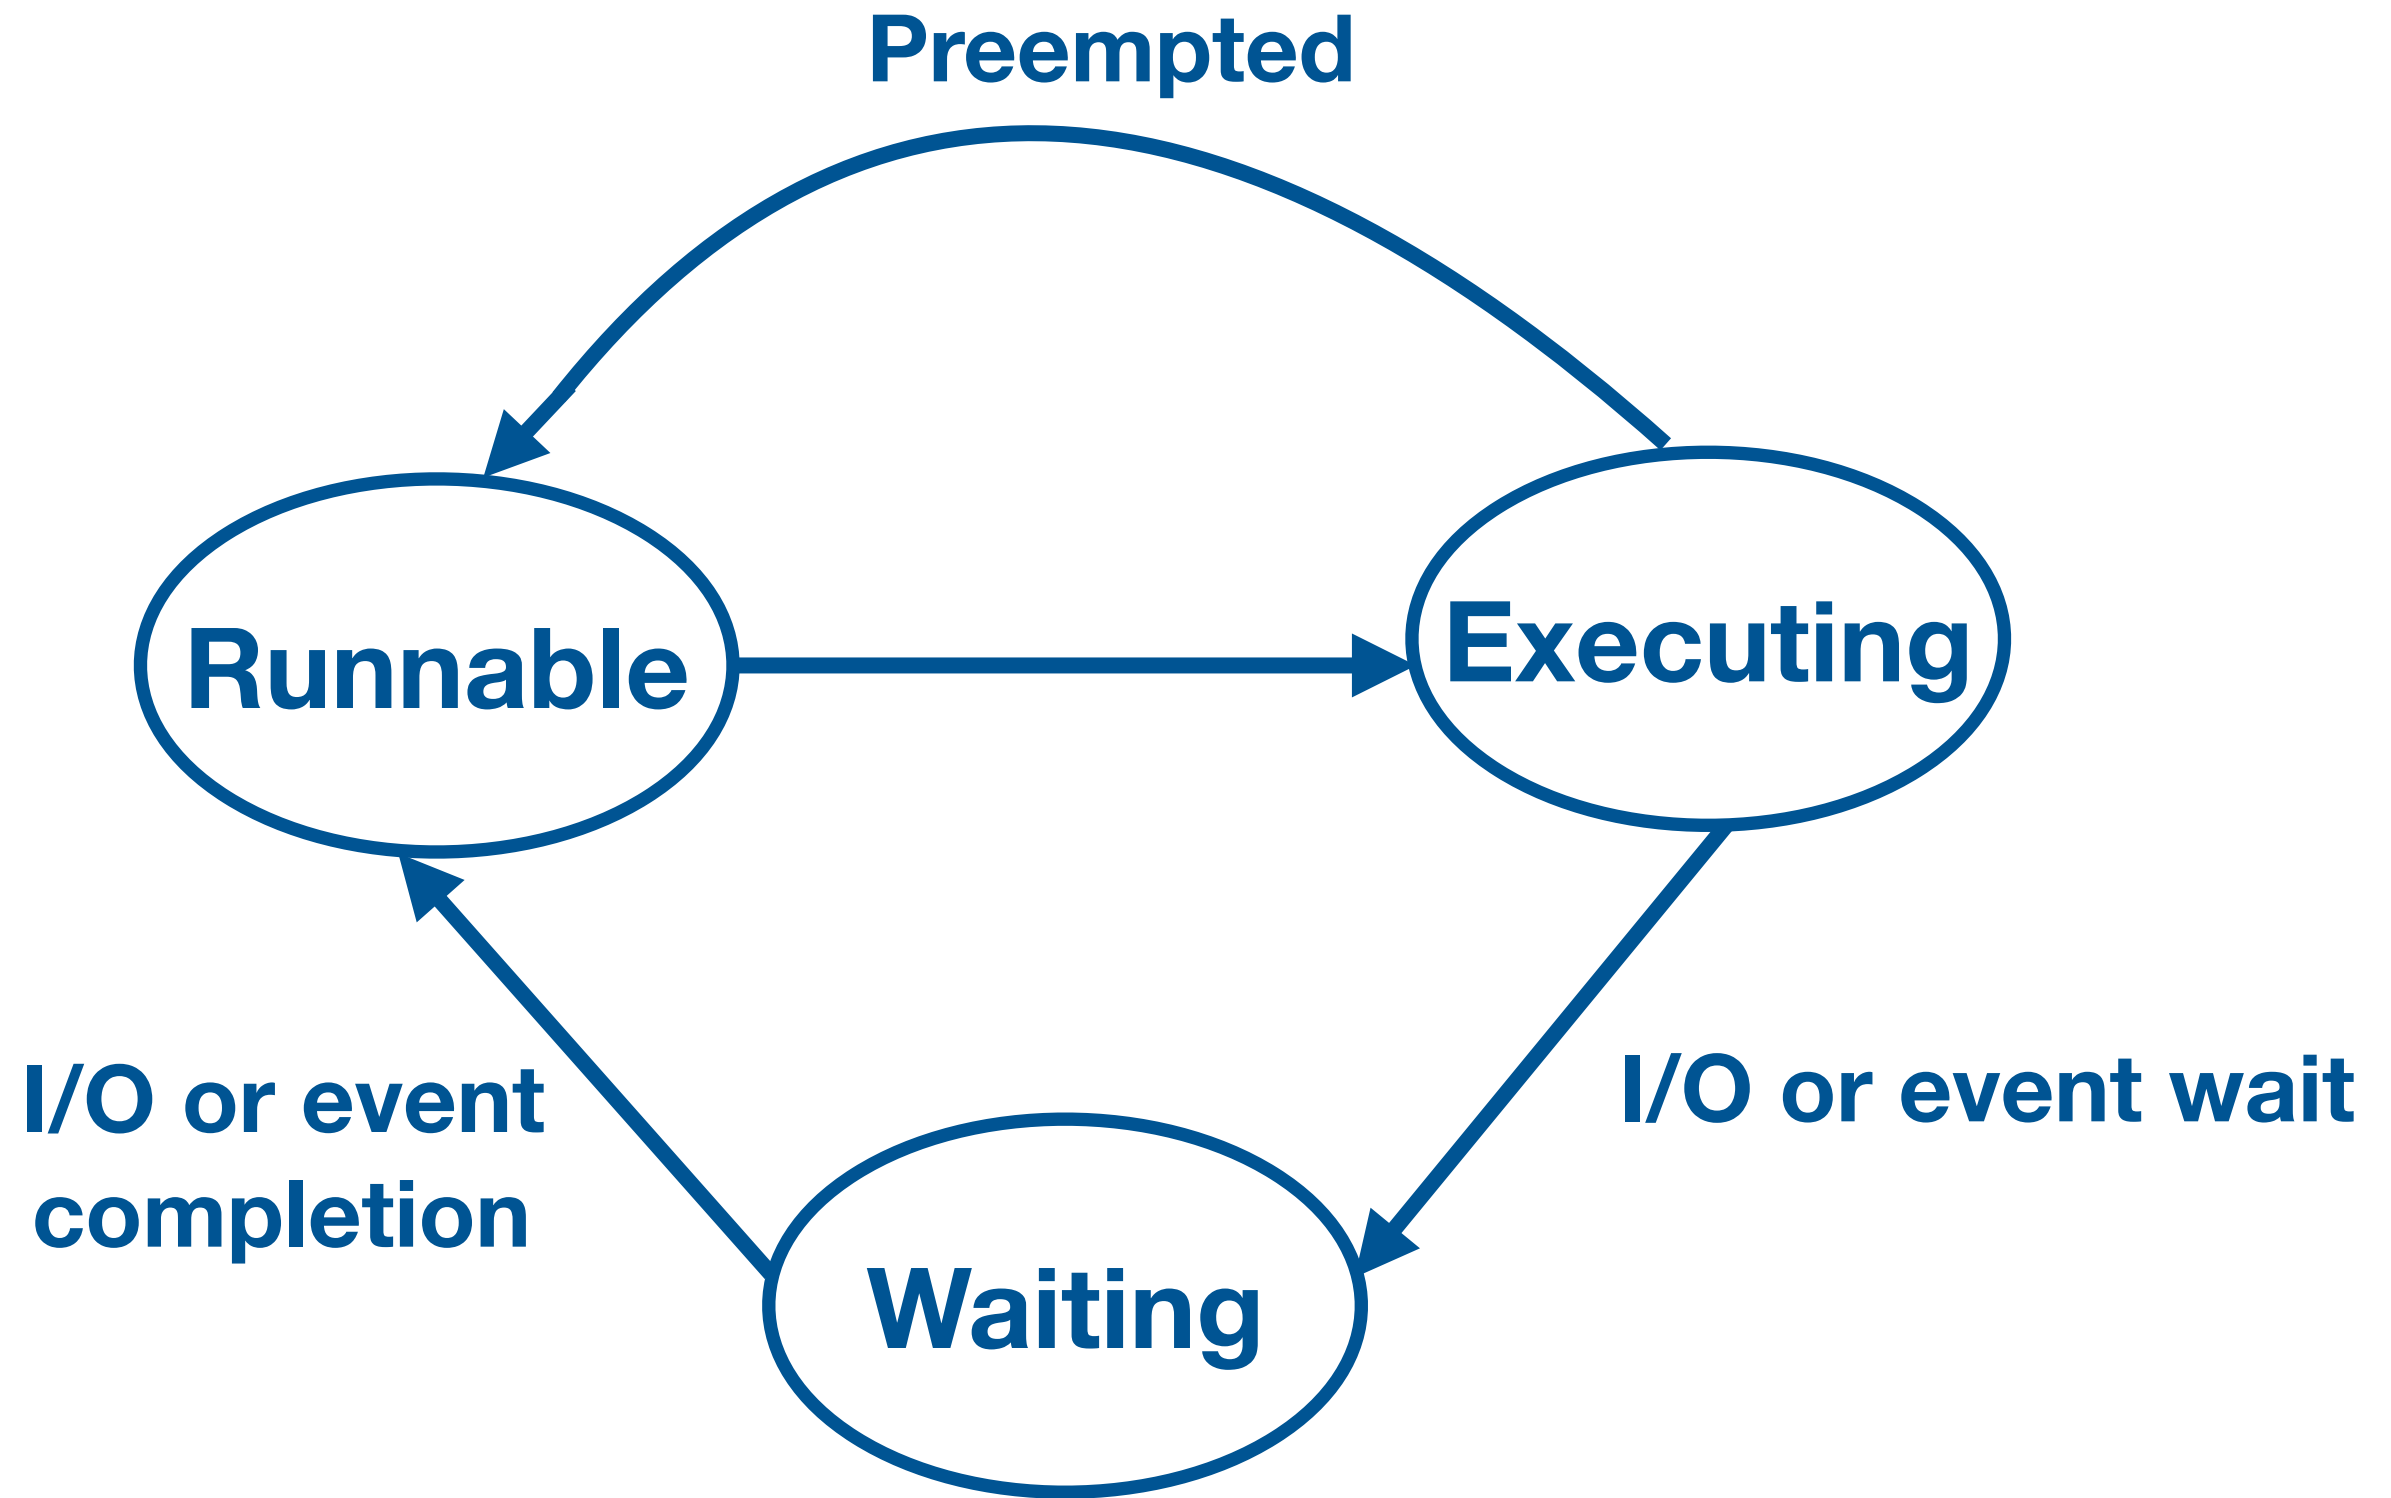 Preempted
Runnable
Executing
I/O or event
completion
I/O or event wait
Waiting